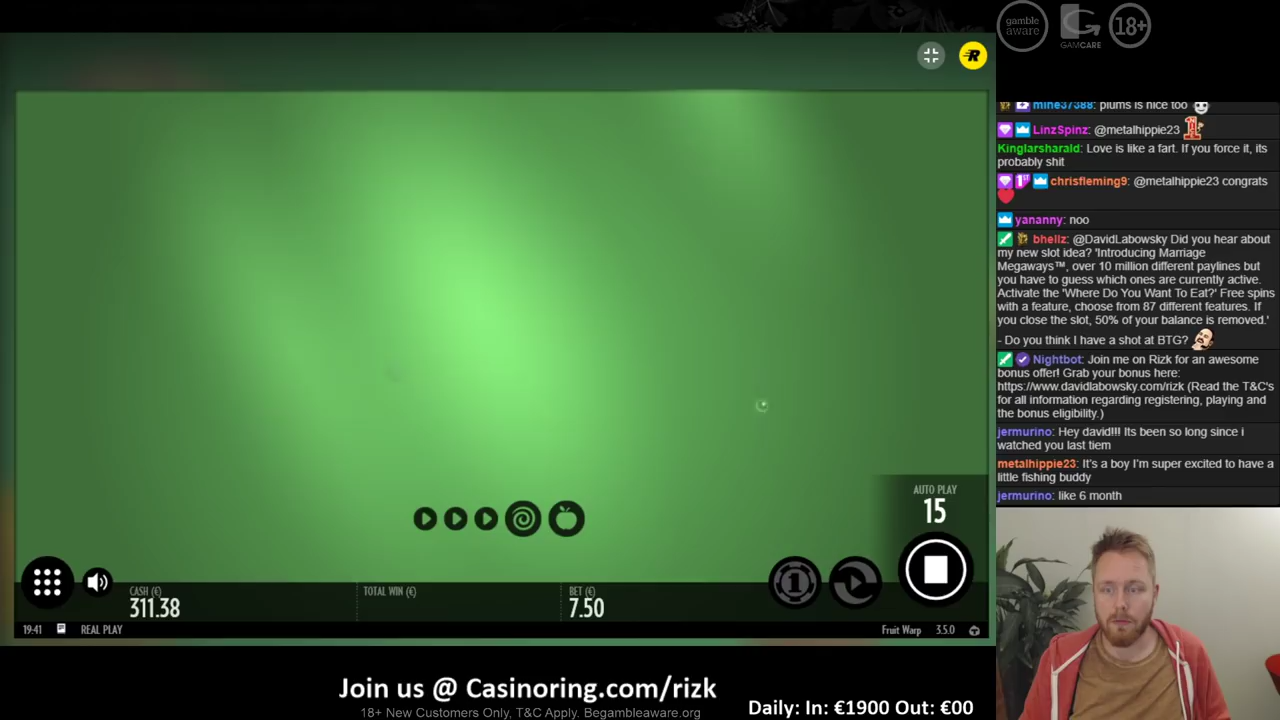 gamble
aware
GAMCARE
18+
R
mine37388: plums is nice too
LinzSpinz: @metalhippie23
Kinglarsharald: Love is like a fart. If you force it, its
probably shit
1ST chrisfleming9: @metalhippie23 congrats
yananny: noo
bheliz: @DavidLabowsky Did you hear about
my new slot idea? 'Introducing Marriage
Megaways™, over 10 million different paylines but
you have to guess which ones are currently active.
Activate the 'Where Do You Want To Eat?' Free spins
with a feature, choose from 87 different features. If
you close the slot, 50% of your balance is removed.'
- Do you think I have a shot at BTG?
Nightbot: Join me on Rizk for an awesome
bonus offer! Grab your bonus here:
https://www.davidlabowsky.com/rizk (Read the T&C's
for all information regarding registering, playing and
the bonus eligibility.)
jermurino: Hey david!!! Its been so long since i
watched you last tiem
metalhippie23: It's a boy I'm super excited to have a
little fishing buddy
jermurino: like 6 month
AUTO PLAY
15
CASH (€)
311.38
TOTAL WIN (€)
BET (€)
7.50
1
19:41 REAL PLAY
Fruit Warp 3.5.0
Join us @ Casinoring.com/rizk
18+ New Customers Only, T&C Apply. Begambleaware.org
Daily: In: €1900 Out: €00